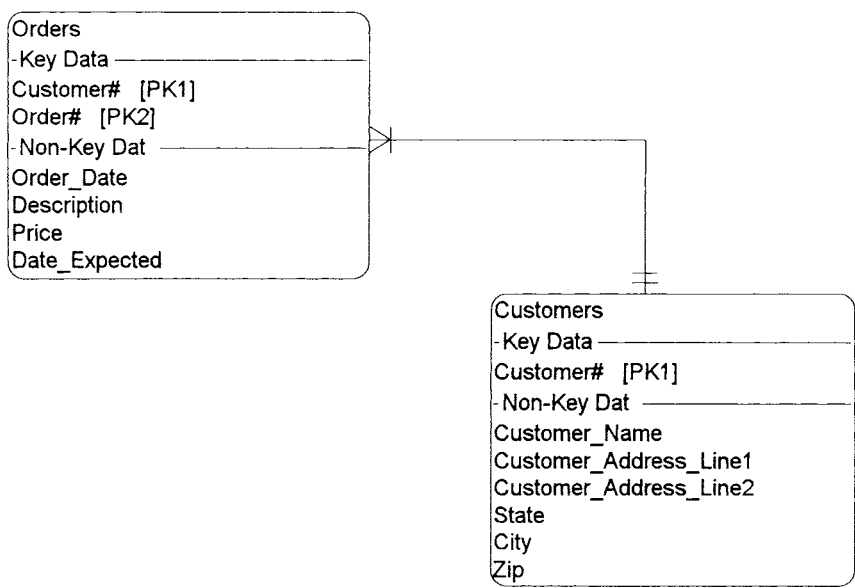 Orders
Key Data
Customer# [PK1]
Order# [PK2]
Non-Key Dat
Order_Date
Description
Price
Date_Expected
Customers
Key Data
Customer# [PK1]
Non-Key Dat
Customer_Name
Customer_Address_Line1
Customer_Address_Line2
State
City
Zip